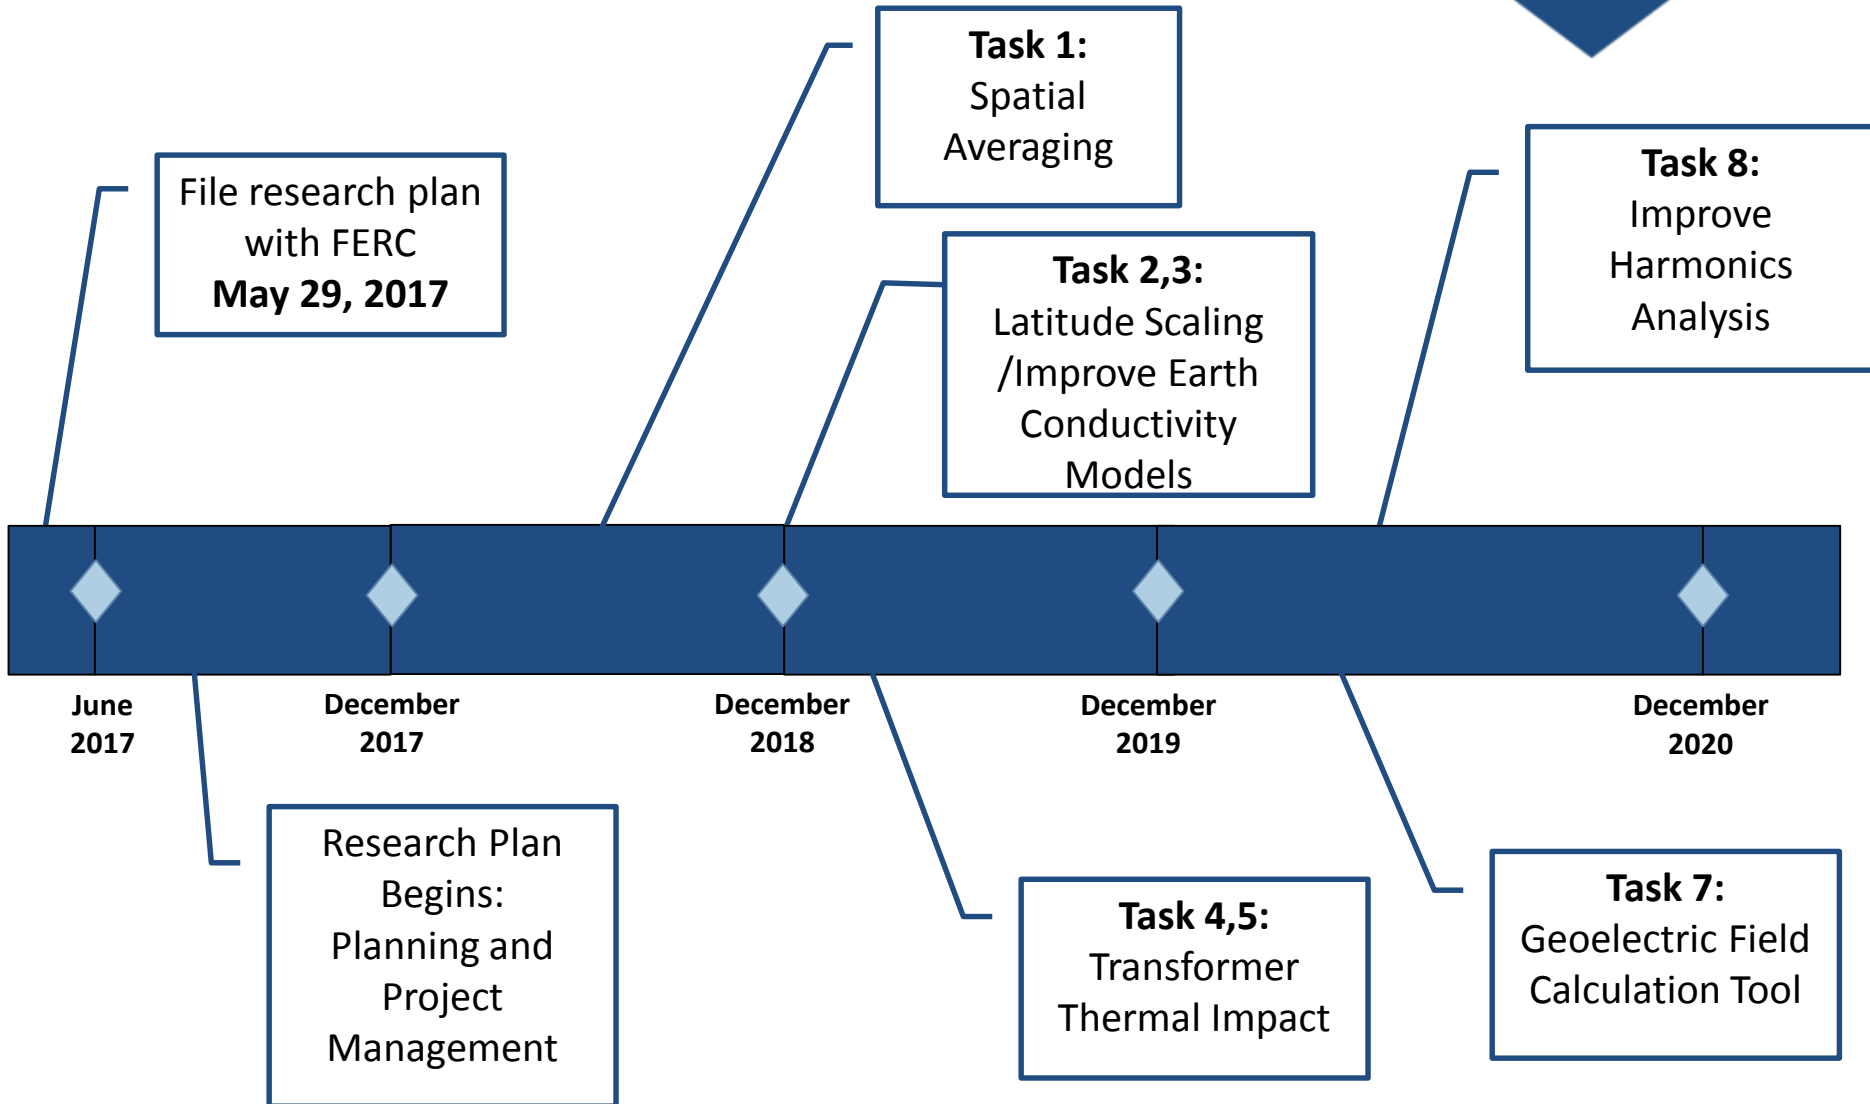 Task 1:
Spatial
Averaging
File research plan
with FERC
May 29, 2017
Task 8:
Improve
Harmonics
Analysis
Task 2,3:
Latitude Scaling
/Improve Earth
Conductivity
Models
June
2017
December
2017
December
2018
December
2019
December
2020
Research Plan
Begins:
Planning and
Project
Management
Task 4,5:
Transformer
Thermal Impact
Task 7:
Geoelectric Field
Calculation Tool